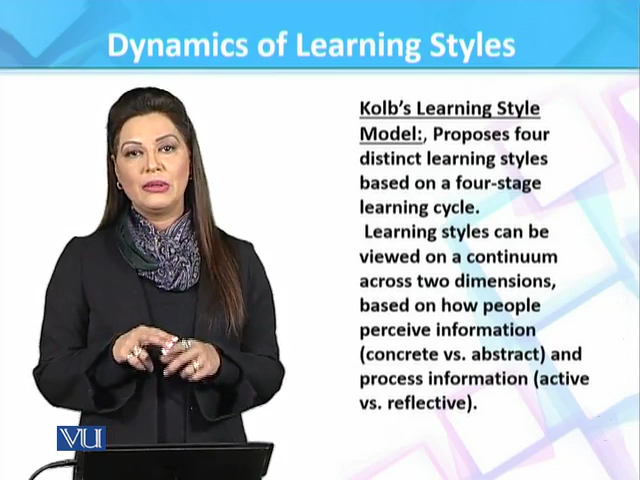 Dynamics of Learning Styles
Kolb's Learning Style
Model:, Proposes four
distinct learning styles
based on a four-stage
learning cycle.
Learning styles can be
viewed on a continuum
across two dimensions,
based on how people
perceive information
(concrete vs. abstract) and
process information (active
vs. reflective).
VU